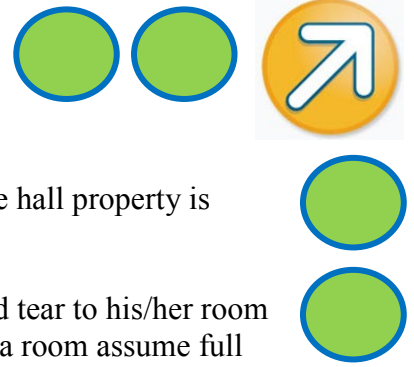 e hall property is
d tear to his/her room
a room assume full